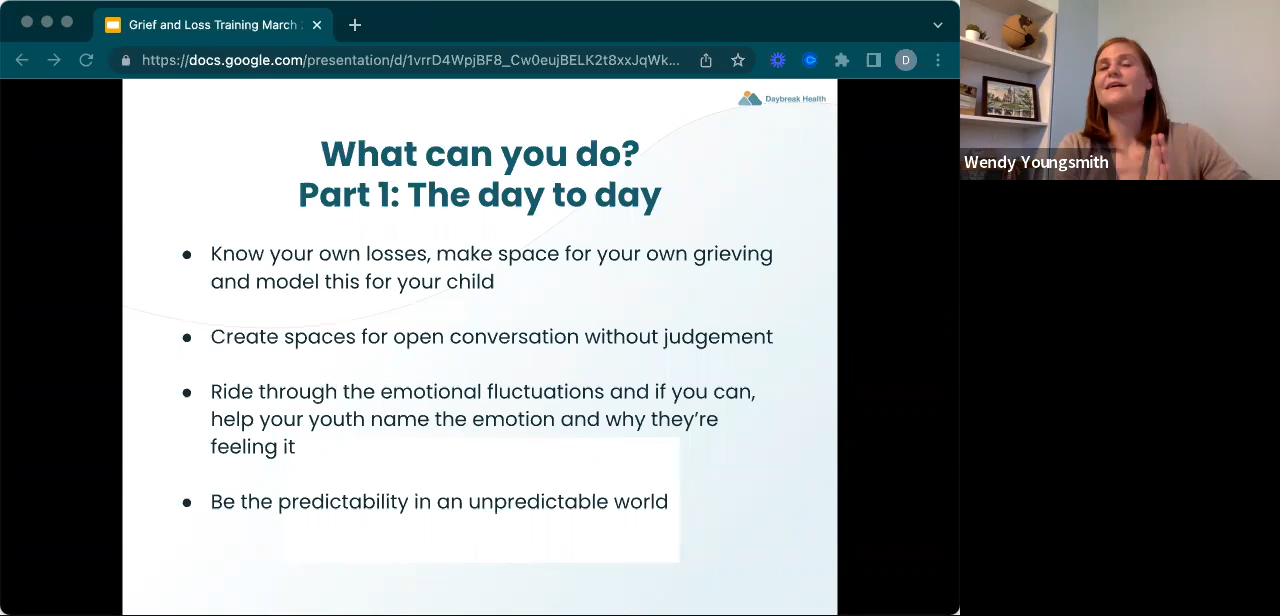 Grief and Loss Training March
https://docs.google.com/presentation/d/1vrrD4WpjBF8_Cw0eujBELK2t8xxJqWk...
D
Daybreak Health
What can you do?
Part 1: The day to day
● Know your own losses, make space for your own grieving
and model this for your child
● Create spaces for open conversation without judgement
● Ride through the emotional fluctuations and if you can,
help your youth name the emotion and why they're
feeling it
● Be the predictability in an unpredictable world
Wendy Youngsmith